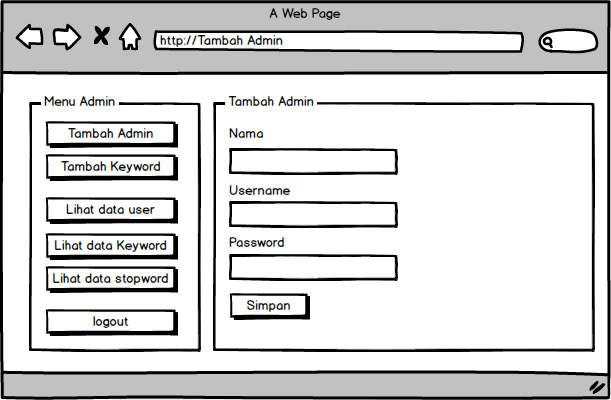 A Web Page
http://Tambah Admin
Menu Admin
Tambah Admin
Tambah Keyword
Lihat data user
Lihat data Keyword
Lihat data stopword
logout
Tambah Admin
Nama
Username
Password
Simpan